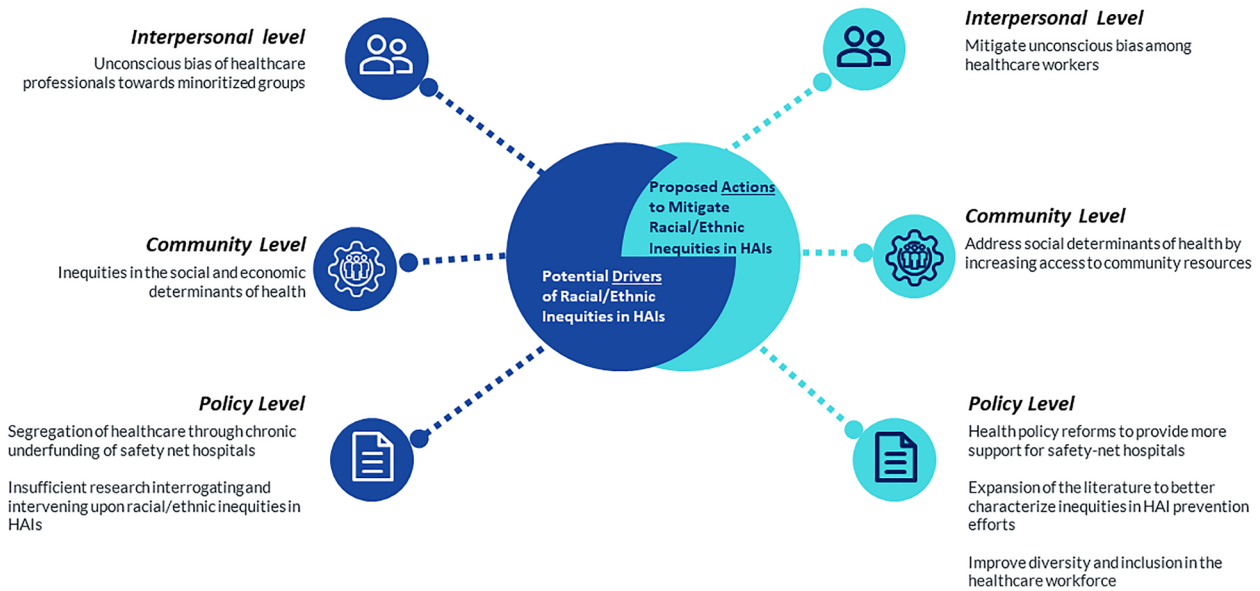 Interpersonal level
Unconscious bias of healthcare
professionals towards minoritized groups
Community Level
Inequities in the social and economic
determinants of health
Policy Level
Segregation of healthcare through chronic
underfunding of safety net hospitals
Insufficient research interrogating and
intervening upon racial/ethnic inequities in
HAIs
Potential Drivers
of Racial/Ethnic
Inequities in HAIs
Proposed Actions
to Mitigate
Racial/Ethnic
Inequities in HAIs
Interpersonal Level
Mitigate unconscious bias among
healthcare workers
Community Level
Address social determinants of health by
increasing access to community resources
Policy Level
Health policy reforms to provide more
support for safety-net hospitals
Expansion of the literature to better
characterize inequities in HAI prevention
efforts
Improve diversity and inclusion in the
healthcare workforce